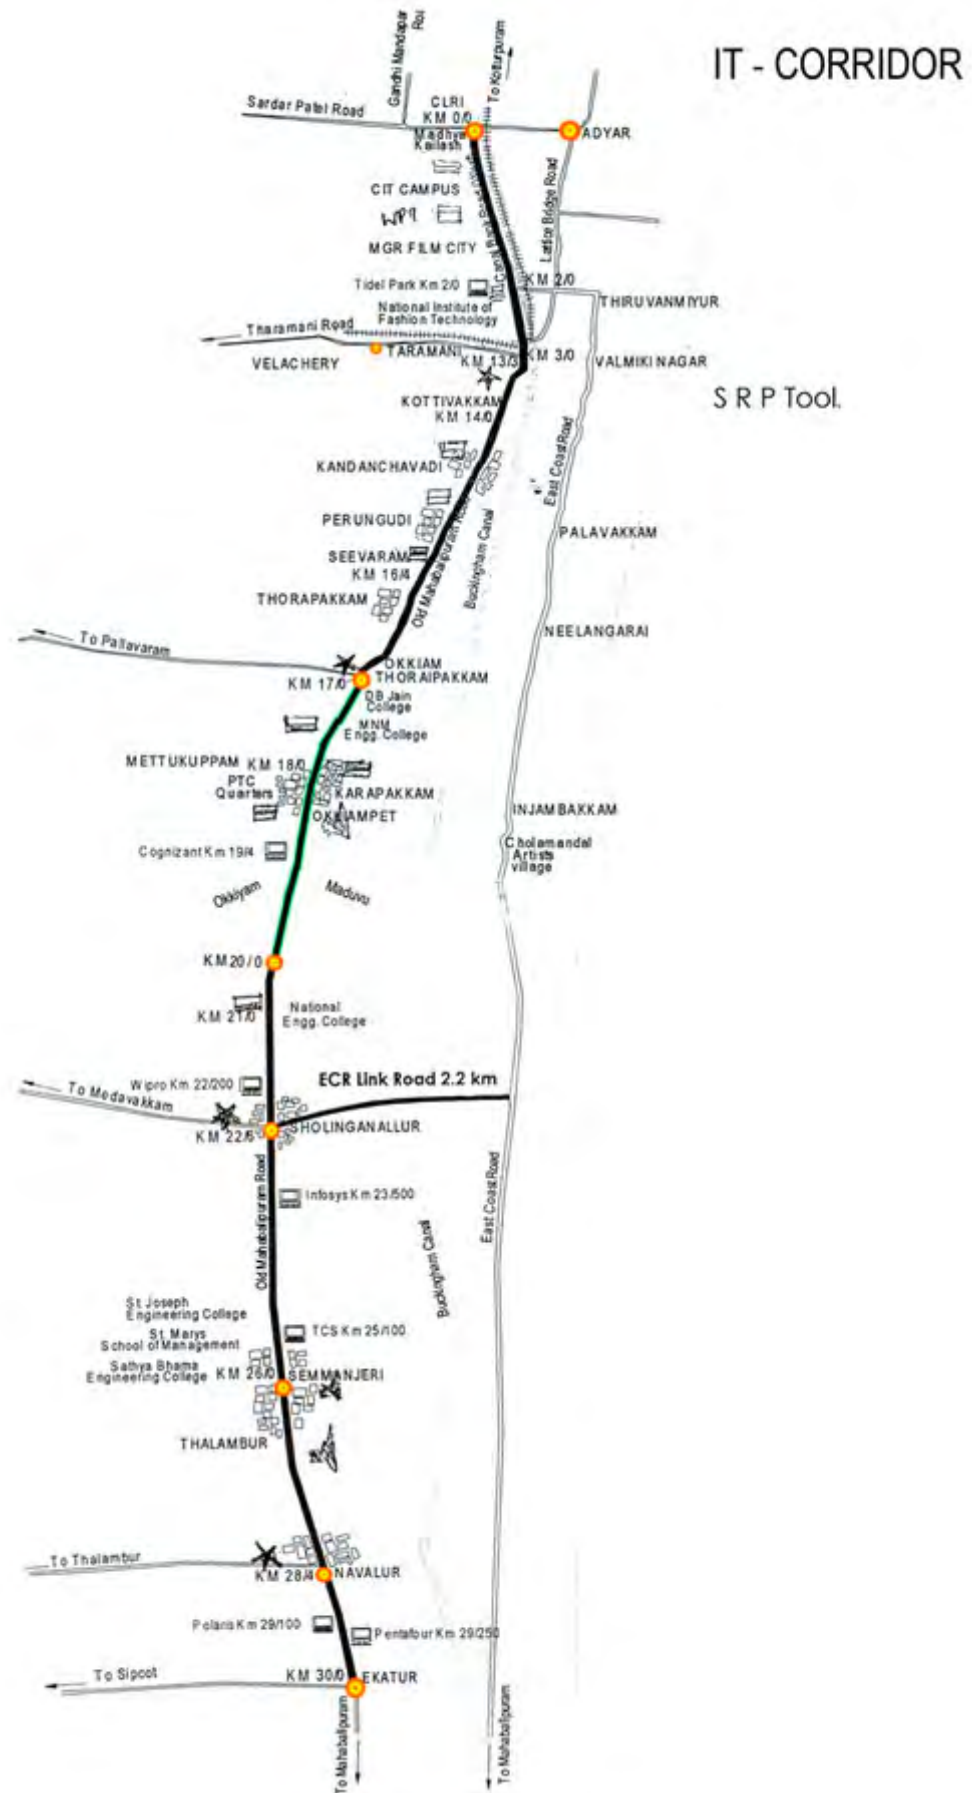 IT - CORRIDOR
Gandhi Mandapar
Roa
To Kotturpuram
Sardar Patel Road
CLRI
KM 0/0
Madhya
Kailash
ADYAR
CIT CAMPUS
MGR FILM CITY
Lattice Bridge Road
Tidel Park Km 2/0
KM 2/0
THIRUVANMIYUR
National Institute of
Fashion Technology
Tharamani Road
TARAMANI
KM 13/3
KM 3/0
VELACHERY
VALMIKI NAGAR
S R P Tool.
KOTTIVAKKAM
KM 14/0
East Coast Road
KANDANCHAVADI
PERUNGUDI
Old Mahabalipuram Road
Buckingham Canal
PALAVAKKAM
SEEVARAM
KM 16/4
THORAPAKKAM
NEELANGARAI
To Pallavaram
OKKIAM
THORAIPAKKAM
KM 17/0
DB Jain
College
MNM
Engg. College
METTUKUPPAM
KM 18/0
PTC
Quarters
KARAPAKKAM
OKKIAMPET
INJAMBAKKAM
Cholamandal
Artists
village
Cognizant Km 19/4
Okkiyam
Maduvu
KM 20/0
KM 21/0
National
Engg. College
Wipro Km 22/200
ECR Link Road 2.2 km
To Medavakkam
SHOLINGANALLUR
Old Mahabalipuram Road
Infosys Km 23/500
East Coast Road
Buckingham Canal
St. Joseph
Engineering College
St. Marys
School of Management
TCS Km 25/100
Sathya Bhama
Engineering College
KM 26/0
SEMMANJERI
THALAMBUR
To Thalambur
KM 28/4
NAVALUR
Polaris Km 29/100
Pentafour Km 29/250
To Sipcot
KM 30/0
EKATUR
To Mahabalipuram
To Mahabalipuram